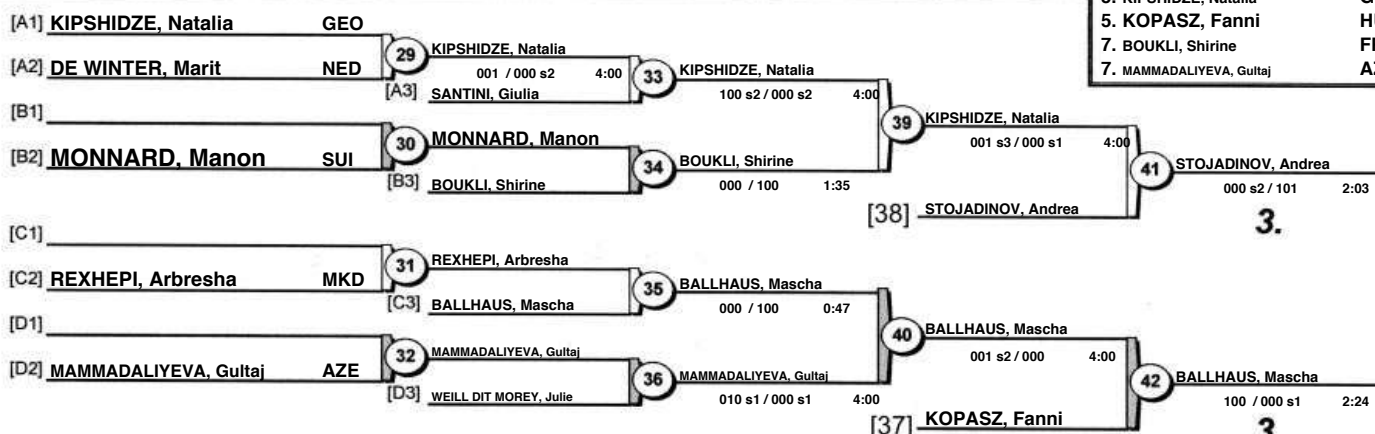 5. KOPASZ, Fanni
7. BOUKLI, Shirine
7. MAMMADALIYEVA, Gultaj
[A1] KIPSHIDZE, Natalia GEO
[A2] DE WINTER, Marit NED
29 KIPSHIDZE, Natalia
001 / 000 s2 4:00
[A3] SANTINI, Giulia
33 KIPSHIDZE, Natalia
100 s2 / 000 s2 4:00
[B1]
[B2] MONNARD, Manon SUI
30 MONNARD, Manon
[B3] BOUKLI, Shirine
34 BOUKLI, Shirine
000 / 100 1:35
39 KIPSHIDZE, Natalia
001 s3 / 000 s1 4:00
[38] STOJADINOV, Andrea
41 STOJADINOV, Andrea
000 s2 / 101 2:03
3.
[C1]
[C2] REXHEPI, Arbresha MKD
31 REXHEPI, Arbresha
[C3] BALLHAUS, Mascha
35 BALLHAUS, Mascha
000 / 100 0:47
[D1]
[D2] MAMMADALIYEVA, Gultaj AZE
32 MAMMADALIYEVA, Gultaj
[D3] WEILL DIT MOREY, Julie
36 MAMMADALIYEVA, Gultaj
010 s1 / 000 s1 4:00
40 BALLHAUS, Mascha
001 s2 / 000 4:00
[37] KOPASZ, Fanni
42 BALLHAUS, Mascha
100 / 000 s1 2:24
3